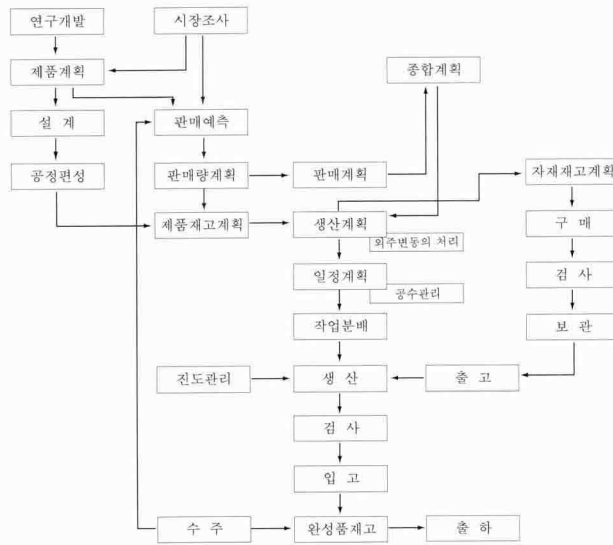 연구개발
시장조사
제품계획
종합계획
설 계
판매예측
공정편성
판매량계획
판매계획
자재재고계획
제품재고계획
생산계획
구 매
외주변동의 처리
일정계획
검 사
공수관리
작업분배
보 관
진도관리
생 산
출 고
검 사
입 고
수 주
완성품재고
출 하